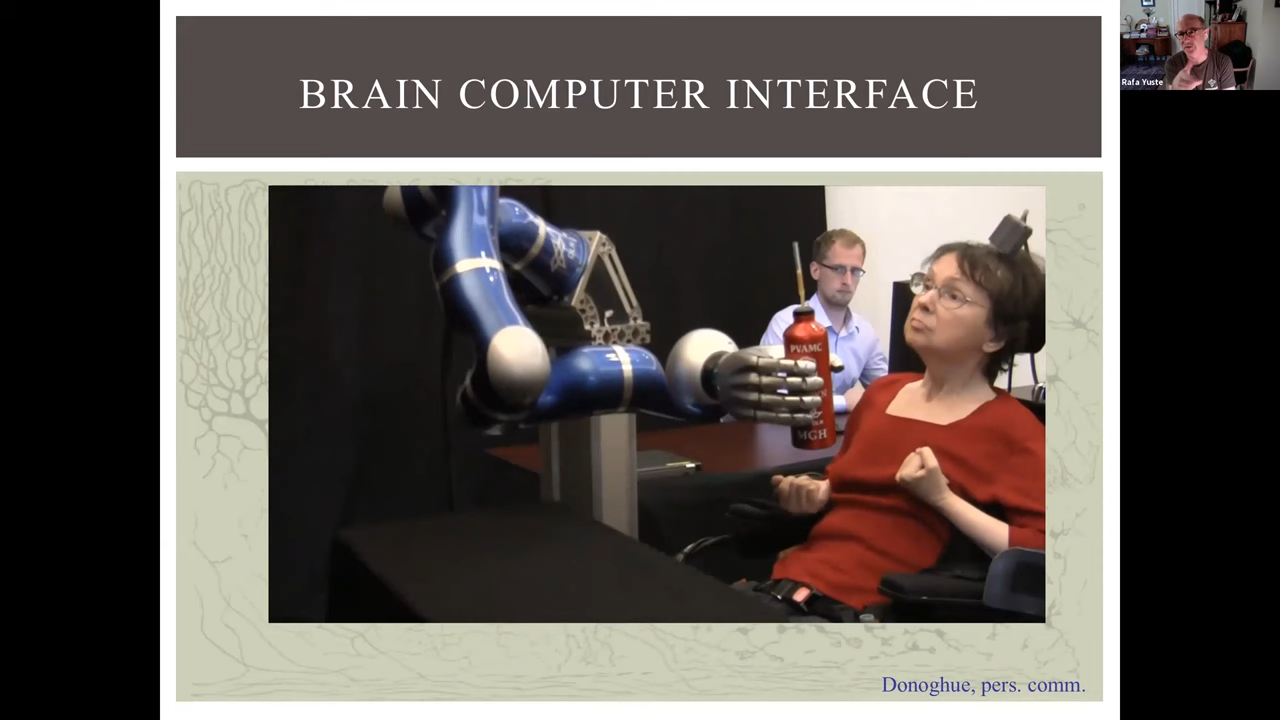 BRAIN COMPUTER INTERFACE
Rafa Yuste
PVAMC
MGH
Donoghue, pers. comm.